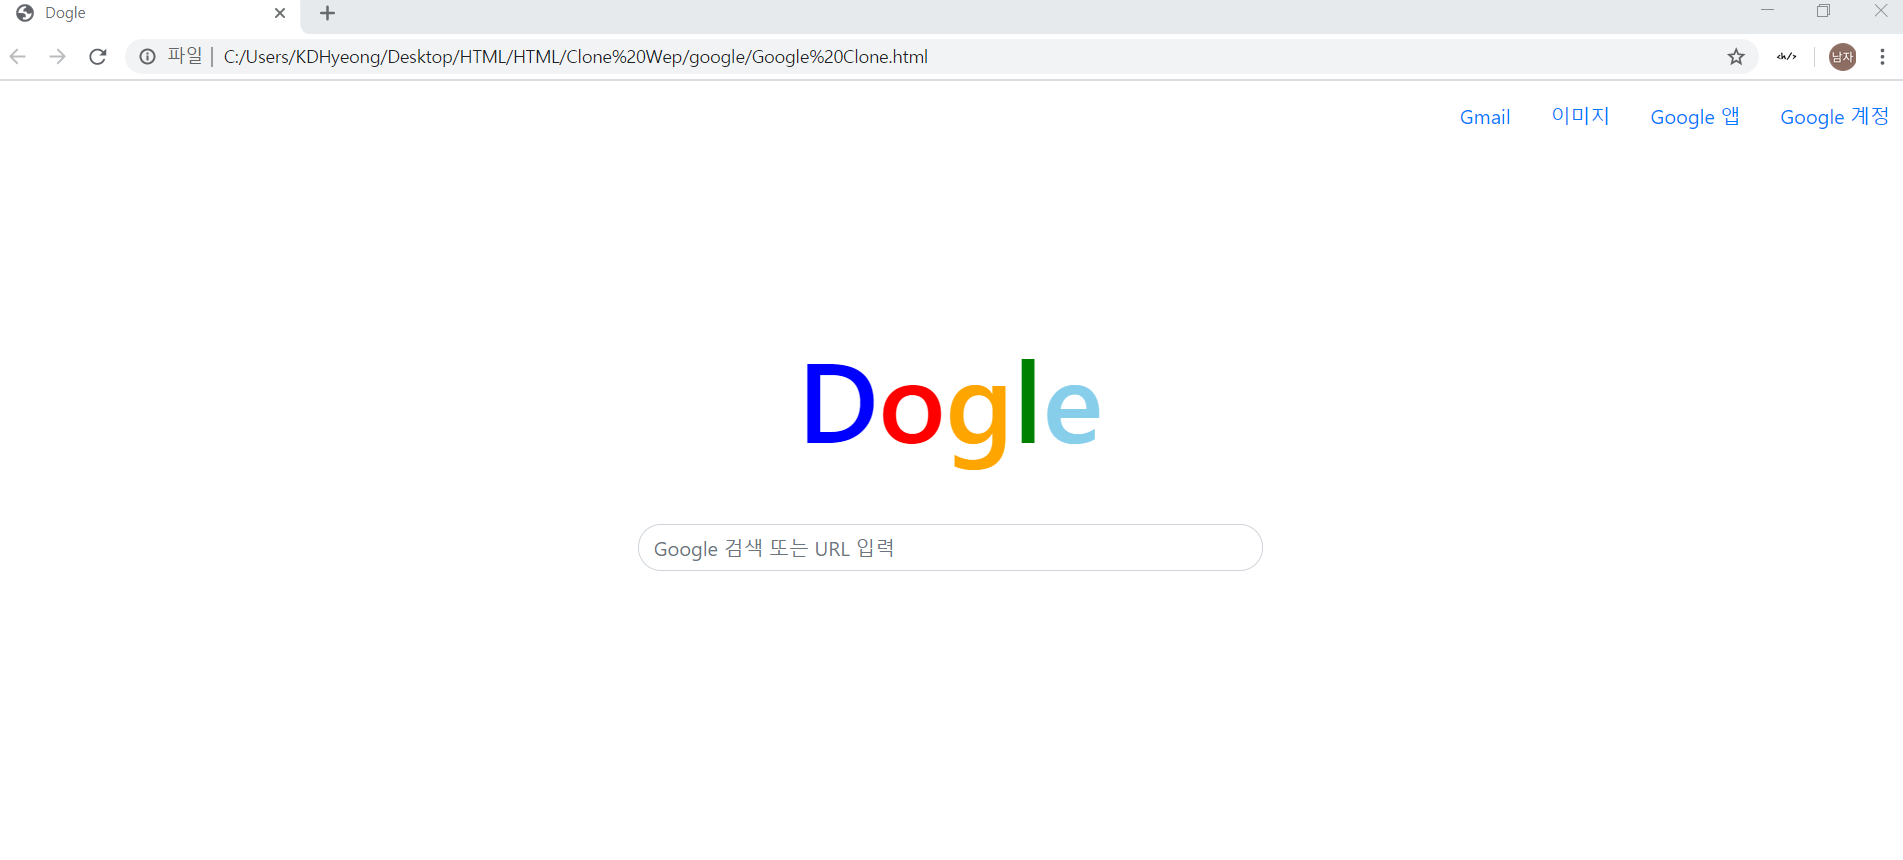 Dogle
파일 | C:/Users/KDHyeong/Desktop/HTML/HTML/Clone%20Wep/google/Google%20Clone.html
남자
Gmail 이미지 Google 앱 Google 계정
Dogle
Google 검색 또는 URL 입력